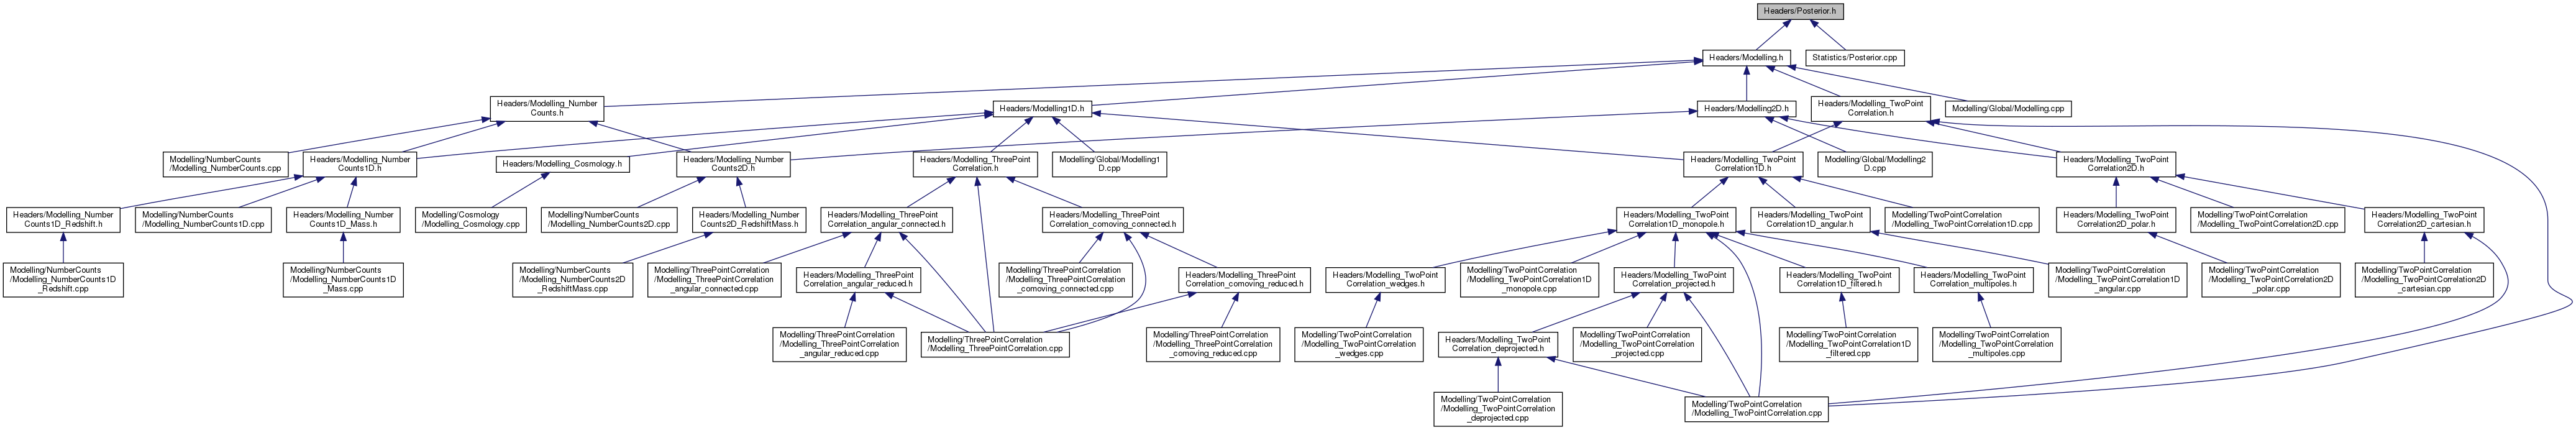 Headers/Posterior.h
Headers/Modelling.h
Statistics/Posterior.cpp
Headers/Modelling_Number
Counts.h
Headers/Modelling1D.h
Headers/Modelling2D.h
Headers/Modelling_TwoPoint
Correlation.h
Modelling/Global/Modelling.cpp
Modelling/NumberCounts
/Modelling_NumberCounts.cpp
Headers/Modelling_Number
Counts1D.h
Headers/Modelling_Cosmology.h
Headers/Modelling_Number
Counts2D.h
Headers/Modelling_ThreePoint
Correlation.h
Modelling/Global/Modelling1
D.cpp
Headers/Modelling_TwoPoint
Correlation1D.h
Modelling/Global/Modelling2
D.cpp
Headers/Modelling_TwoPoint
Correlation2D.h
Headers/Modelling_Number
Counts1D_Redshift.h
Modelling/NumberCounts
/Modelling_NumberCounts1D.cpp
Headers/Modelling_Number
Counts1D_Mass.h
Modelling/Cosmology
/Modelling_Cosmology.cpp
Modelling/NumberCounts
/Modelling_NumberCounts2D.cpp
Headers/Modelling_Number
Counts2D_RedshiftMass.h
Headers/Modelling_ThreePoint
Correlation_angular_connected.h
Headers/Modelling_ThreePoint
Correlation_comoving_connected.h
Headers/Modelling_TwoPoint
Correlation1D_monopole.h
Headers/Modelling_TwoPoint
Correlation1D_angular.h
Modelling/TwoPointCorrelation
/Modelling_TwoPointCorrelation1D.cpp
Headers/Modelling_TwoPoint
Correlation2D_polar.h
Modelling/TwoPointCorrelation
/Modelling_TwoPointCorrelation2D.cpp
Headers/Modelling_TwoPoint
Correlation2D_cartesian.h
Modelling/NumberCounts
/Modelling_NumberCounts1D
_Redshift.cpp
Modelling/NumberCounts
/Modelling_NumberCounts1D
_Mass.cpp
Modelling/NumberCounts
/Modelling_NumberCounts2D
_RedshiftMass.cpp
Modelling/ThreePointCorrelation
/Modelling_ThreePointCorrelation
_angular_connected.cpp
Headers/Modelling_ThreePoint
Correlation_angular_reduced.h
Modelling/ThreePointCorrelation
/Modelling_ThreePointCorrelation
_comoving_connected.cpp
Headers/Modelling_ThreePoint
Correlation_comoving_reduced.h
Headers/Modelling_TwoPoint
Correlation_wedges.h
Modelling/TwoPointCorrelation
/Modelling_TwoPointCorrelation1D
_monopole.cpp
Headers/Modelling_TwoPoint
Correlation_projected.h
Headers/Modelling_TwoPoint
Correlation1D_filtered.h
Headers/Modelling_TwoPoint
Correlation_multipoles.h
Modelling/TwoPointCorrelation
/Modelling_TwoPointCorrelation1D
_angular.cpp
Modelling/TwoPointCorrelation
/Modelling_TwoPointCorrelation2D
_polar.cpp
Modelling/TwoPointCorrelation
/Modelling_TwoPointCorrelation2D
_cartesian.cpp
Modelling/ThreePointCorrelation
/Modelling_ThreePointCorrelation
_angular_reduced.cpp
Modelling/ThreePointCorrelation
/Modelling_ThreePointCorrelation.cpp
Modelling/ThreePointCorrelation
/Modelling_ThreePointCorrelation
_comoving_reduced.cpp
Modelling/TwoPointCorrelation
/Modelling_TwoPointCorrelation
_wedges.cpp
Headers/Modelling_TwoPoint
Correlation_deprojected.h
Modelling/TwoPointCorrelation
/Modelling_TwoPointCorrelation
_projected.cpp
Modelling/TwoPointCorrelation
/Modelling_TwoPointCorrelation1D
_filtered.cpp
Modelling/TwoPointCorrelation
/Modelling_TwoPointCorrelation
_multipoles.cpp
Modelling/TwoPointCorrelation
/Modelling_TwoPointCorrelation
_deprojected.cpp
Modelling/TwoPointCorrelation
/Modelling_TwoPointCorrelation.cpp